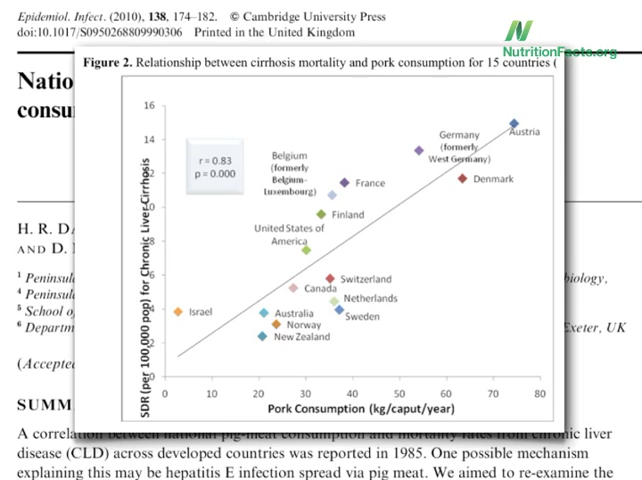 Epidemiol. Infect. (2010), 138, 174–182. © Cambridge University Press
doi:10.1017/S0950268809990306 Printed in the United Kingdom
NutritionFacts.org
Figure 2. Relationship between cirrhosis mortality and pork consumption for 15 countries (
SDR (per 100,000 pop) for Chronic Liver Cirrhosis
16
14
12
10
8
6
4
2
0
r = 0.83
p = 0.000
Austria
Germany
(formerly
West Germany)
Denmark
Belgium
(formerly
Belgium-
Luxembourg)
France
Finland
United States of
America
Switzerland
Canada
Netherlands
Sweden
Israel
Australia
Norway
New Zealand
0 10 20 30 40 50 60 70 80
Pork Consumption (kg/caput/year)
H. R. D
AND D.
1 Peninsul
biology,
4 Peninsul
5 School o
6 Departm
Exeter, UK
(Accepte
SUMM
A correlation between national pig-meat consumption and mortality rates from chronic liver
disease (CLD) across developed countries was reported in 1985. One possible mechanism
explaining this may be hepatitis E infection spread via pig meat. We aimed to re-examine the